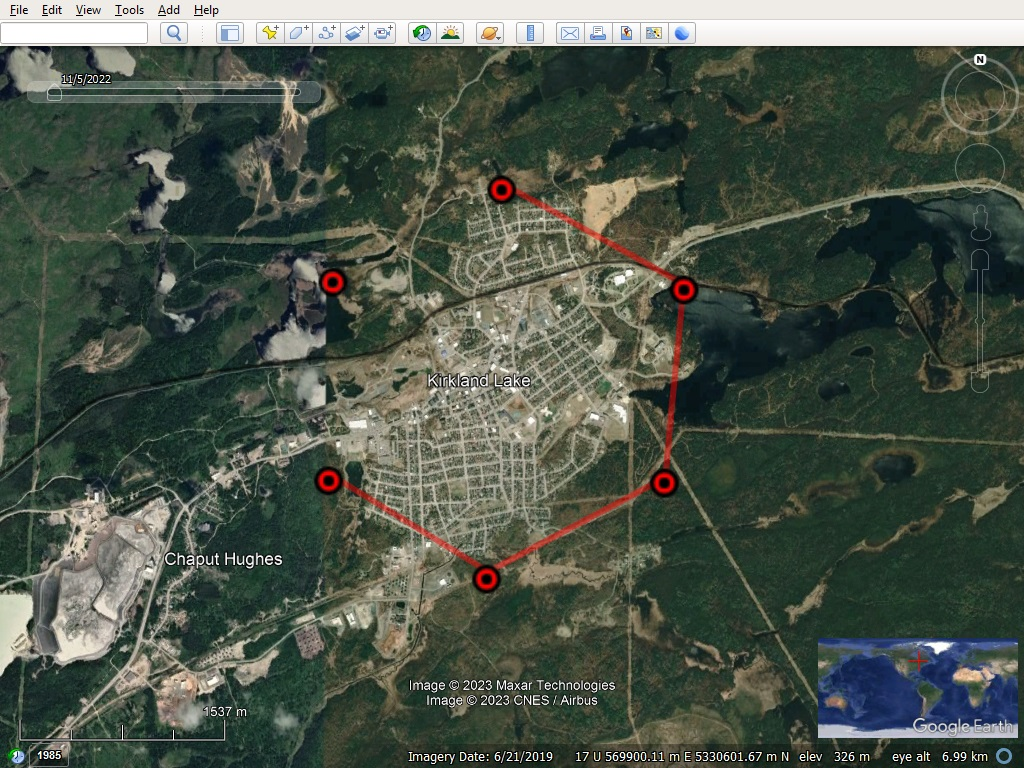 File Edit View Tools Add Help
11/5/2022
N
Kirkland Lake
Chaput Hughes
Image © 2023 Maxar Technologies
Image © 2023 CNES / Airbus
1537 m
Google Earth
1985
Imagery Date: 6/21/2019 17 U 569900.11 m E 5330601.67 m N elev 326 m eye alt 6.99 km